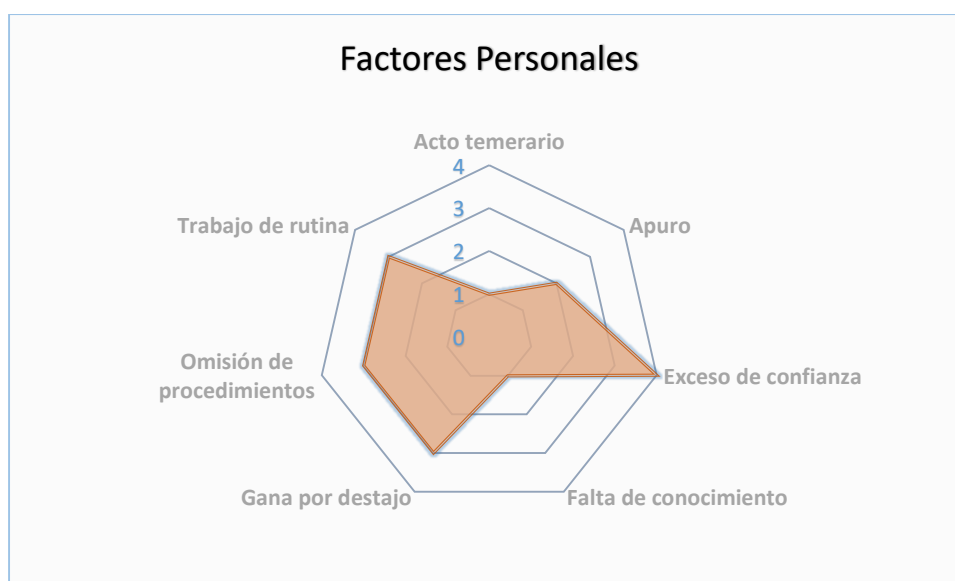 Factores Personales
Acto temerario
4
3
2
1
0
Apuro
Exceso de confianza
Falta de conocimiento
Gana por destajo
Omisión de
procedimientos
Trabajo de rutina